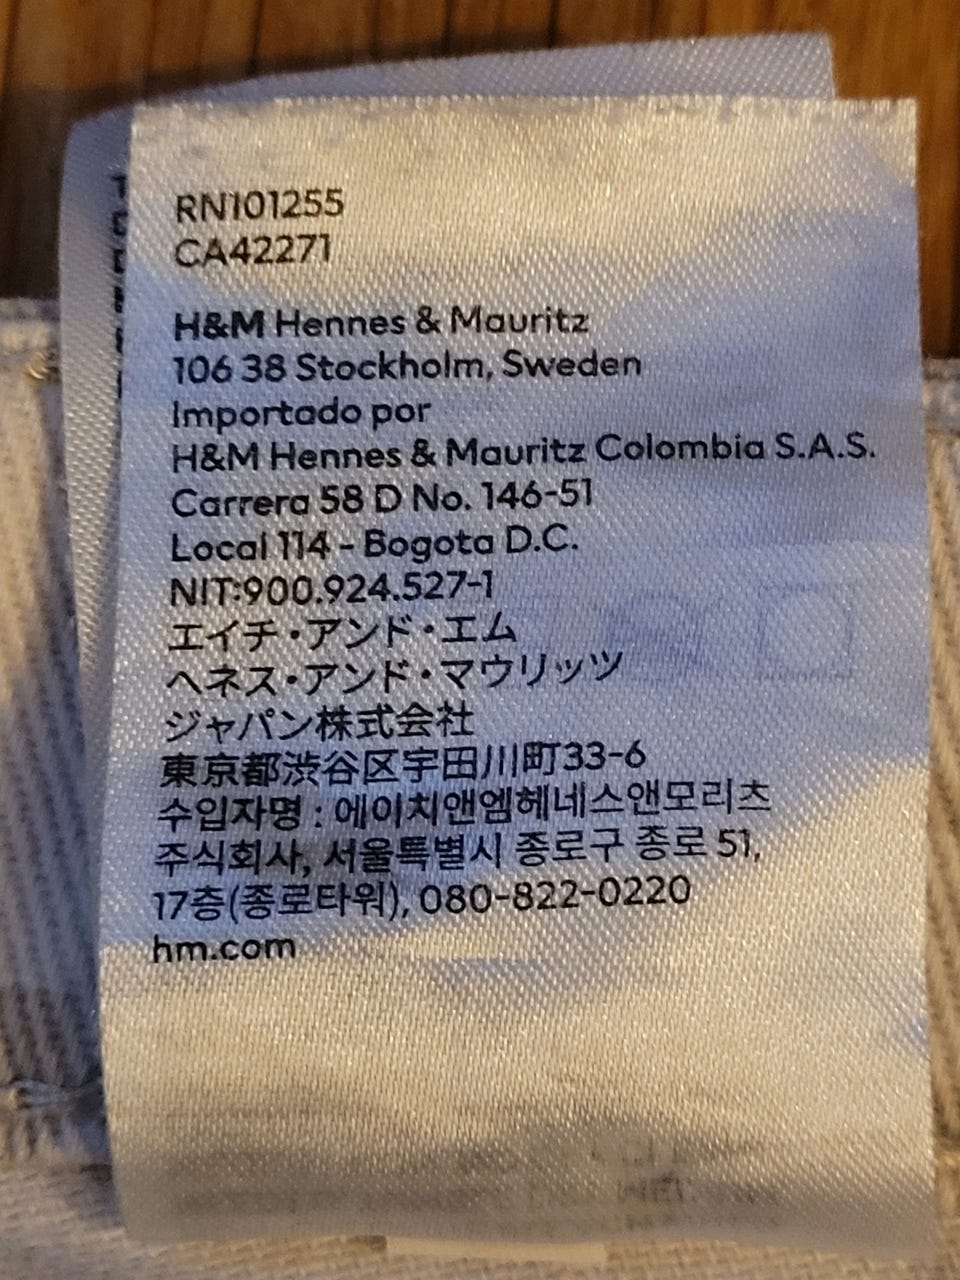 RN101255
CA42271
H&M Hennes & Mauritz
106 38 Stockholm, Sweden
Importado por
H&M Hennes & Mauritz Colombia S.A.S.
Carrera 58 D No. 146-51
Local 114 - Bogota D.C.
NIT:900.924.527-1
エイチ・アンド・エム
ヘネス・アンド・マウリッツ
ジャパン株式会社
東京都渋谷区宇田川町33-6
수입자명 : 에이치앤엠헤네스앤모리츠
주식회사, 서울특별시 종로구 종로 51,
17층(종로타워), 080-822-0220
hm.com